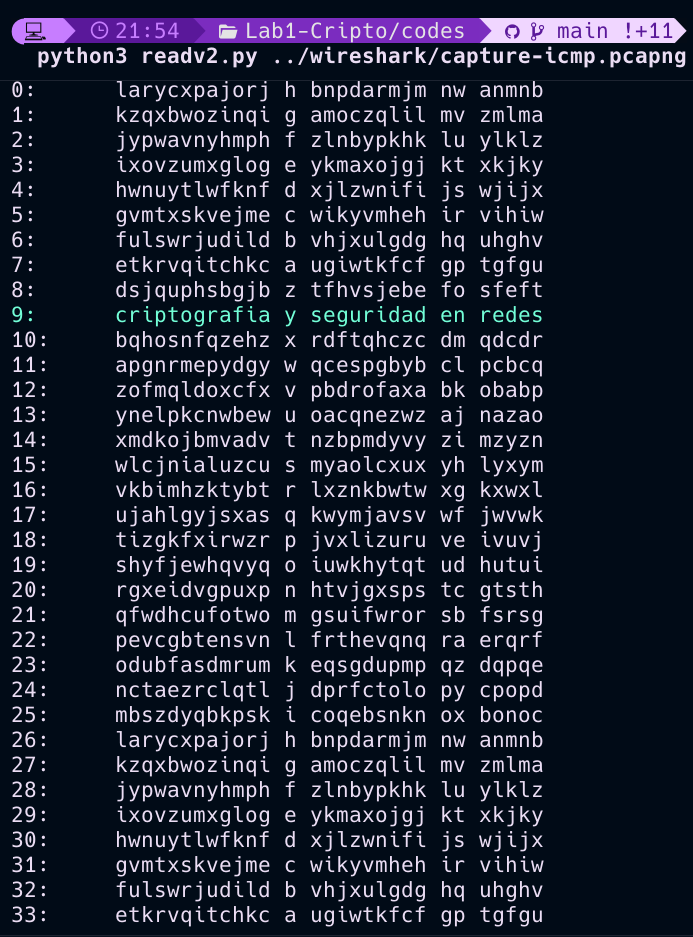 21:54 Lab1-Cripto/codes main !+11
python3 readv2.py ../wireshark/capture-icmp.pcapng
0: larycxpajorj h bnpdarmjm nw anmnb
1: kzqxbwozinqi g amoczqlil mv zmlma
2: jypwavnyhmph f zlnbypkhk lu ylklz
3: ixovzumxglog e ykmaxojgj kt xkjky
4: hwnuytlwfknf d xjlzwnifi js wjijx
5: gvmtxskvejme c wikyvmheh ir vihiw
6: fulswrjudild b vhjxulgdg hq uhghv
7: etkrvqitchkc a ugiwtkfcf gp tgfgu
8: dsjquphsbgjb z tfhvsjebe fo sfeft
9: criptografia y seguridad en redes
10: bqhosnfqzehz x rdftqhczc dm qdcdr
11: apgnrmepydgy w qcespgbyb cl pcbcq
12: zofmqldoxcfx v pbdrofaxa bk obabp
13: ynelpkcnwbew u oacqnezwz aj nazao
14: xmdkojbmvadv t nzbpmdyvy zi mzyzn
15: wlcjnialuzcu s myaolcxux yh lyxym
16: vkbimhzktybt r lxznkbwtw xg kxwxl
17: ujahlgyjsxas q kwymjavsv wf jwvwk
18: tizgkfxirwzr p jvxlizuru ve ivuvj
19: shyfjewhqvyq o iuwkhytqt ud hutui
20: rgxeidvgpuxp n htvjgxsps tc gtsth
21: qfwdhcufotwo m gsuifwror sb fsrsg
22: pevcgbtensvn l frthevqnq ra erqrf
23: odubfasdmrum k eqsgdupmp qz dqpqe
24: nctaezrclqtl j dprfctolo py cpopd
25: mbszdyqbkpsk i coqebsnkn ox bonoc
26: larycxpajorj h bnpdarmjm nw anmnb
27: kzqxbwozinqi g amoczqlil mv zmlma
28: jypwavnyhmph f zlnbypkhk lu ylklz
29: ixovzumxglog e ykmaxojgj kt xkjky
30: hwnuytlwfknf d xjlzwnifi js wjijx
31: gvmtxskvejme c wikyvmheh ir vihiw
32: fulswrjudild b vhjxulgdg hq uhghv
33: etkrvqitchkc a ugiwtkfcf gp tgfgu